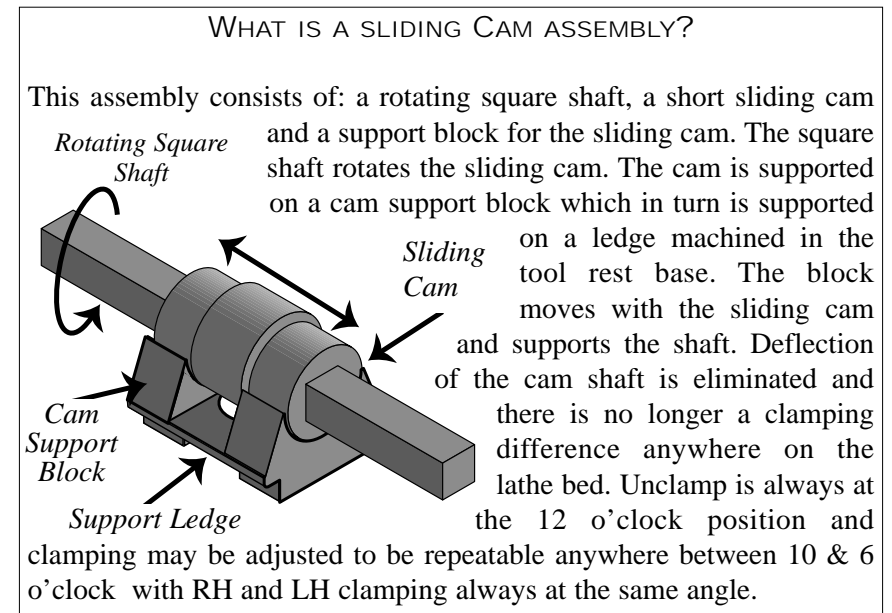 WHAT IS A SLIDING CAM ASSEMBLY?
This assembly consists of: a rotating square shaft, a short sliding cam
and a support block for the sliding cam. The square
shaft rotates the sliding cam. The cam is supported
on a cam support block which in turn is supported
on a ledge machined in the
tool rest base. The block
moves with the sliding cam
and supports the shaft. Deflection
of the cam shaft is eliminated and
there is no longer a clamping
difference anywhere on the
lathe bed. Unclamp is always at
the 12 o’clock position and
clamping may be adjusted to be repeatable anywhere between 10 & 6
o’clock with RH and LH clamping always at the same angle.
Rotating Square
Shaft
Sliding
Cam
Cam
Support
Block
Support Ledge